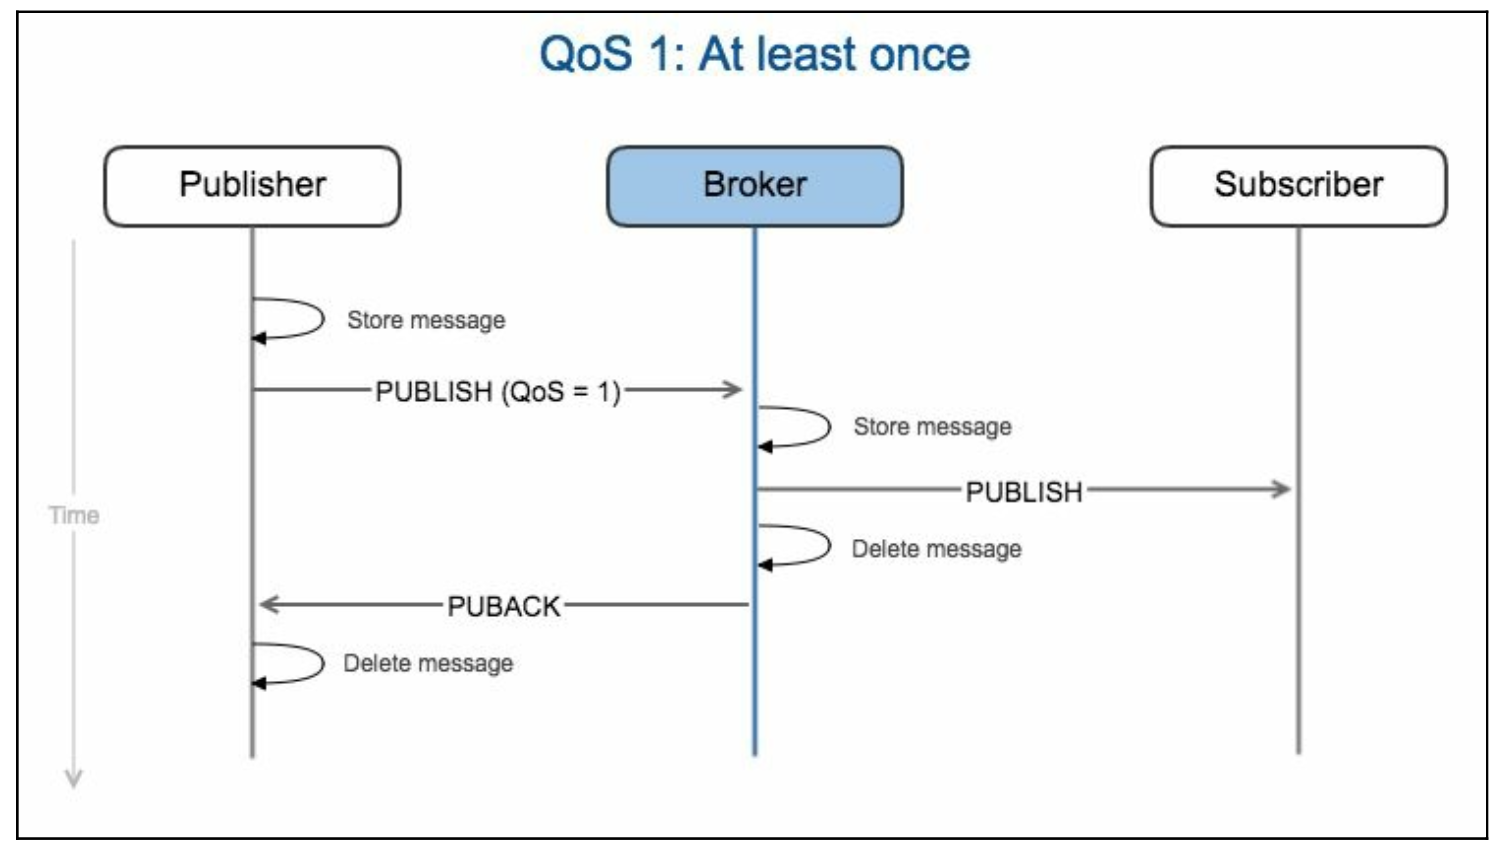 QoS 1: At least once
Publisher
Broker
Subscriber
Store message
PUBLISH (QoS = 1)
Store message
PUBLISH
Time
Delete message
PUBACK
Delete message